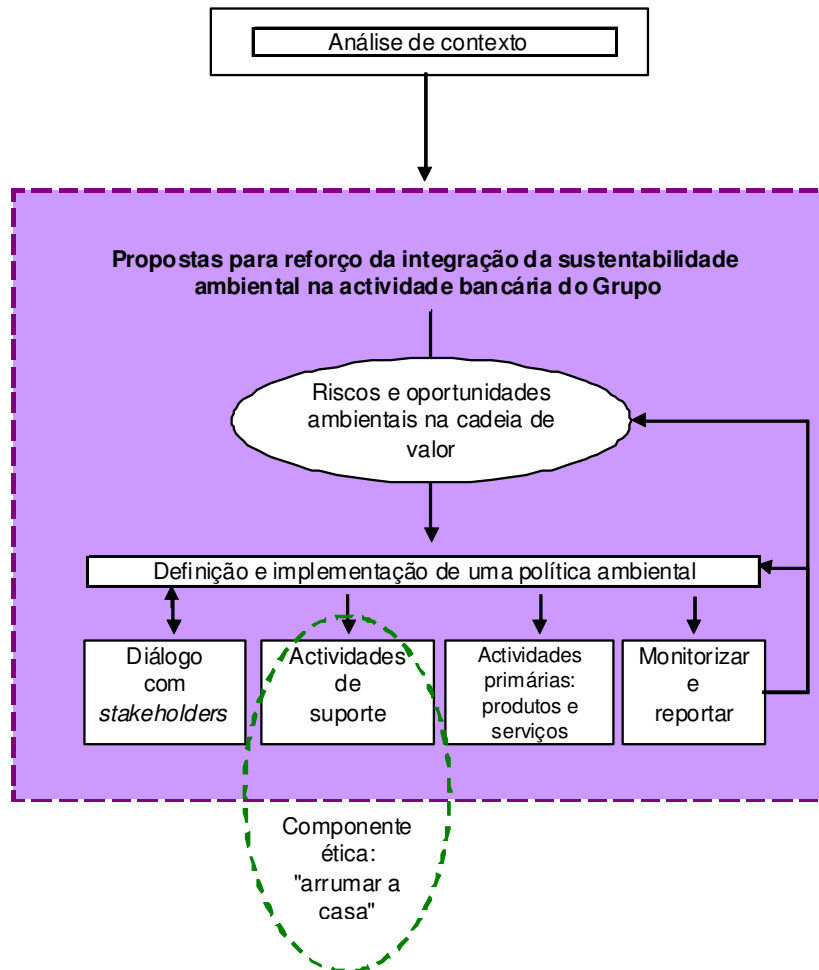 Análise de contexto
Propostas para reforço da integração da sustentabilidade
ambiental na actividade bancária do Grupo
Riscos e oportunidades
ambientais na cadeia de
valor
Definição e implementação de uma política ambiental
Diálogo
com
stakeholders
Actividades
de
suporte
Actividades
primárias:
produtos e
serviços
Monitorizar
e
reportar
Componente
ética:
"arrumar a
casa"